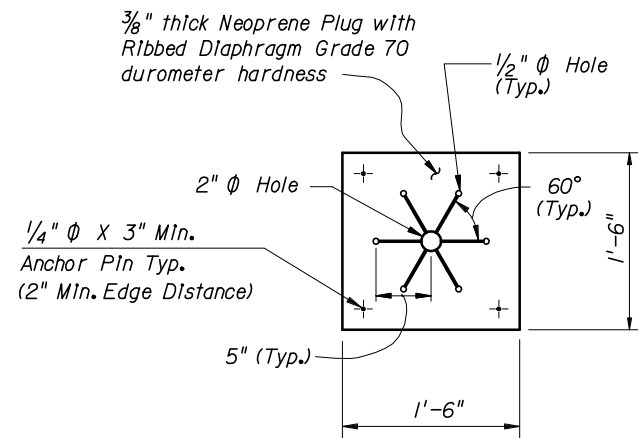 ⅜" thick Neoprene Plug with
Ribbed Diaphragm Grade 70
durometer hardness
½" Φ Hole
(Typ.)
2" Φ Hole
60°
(Typ.)
¼" Φ X 3" Min.
Anchor Pin Typ.
(2" Min. Edge Distance)
1'-6"
5" (Typ.)
1'-6"